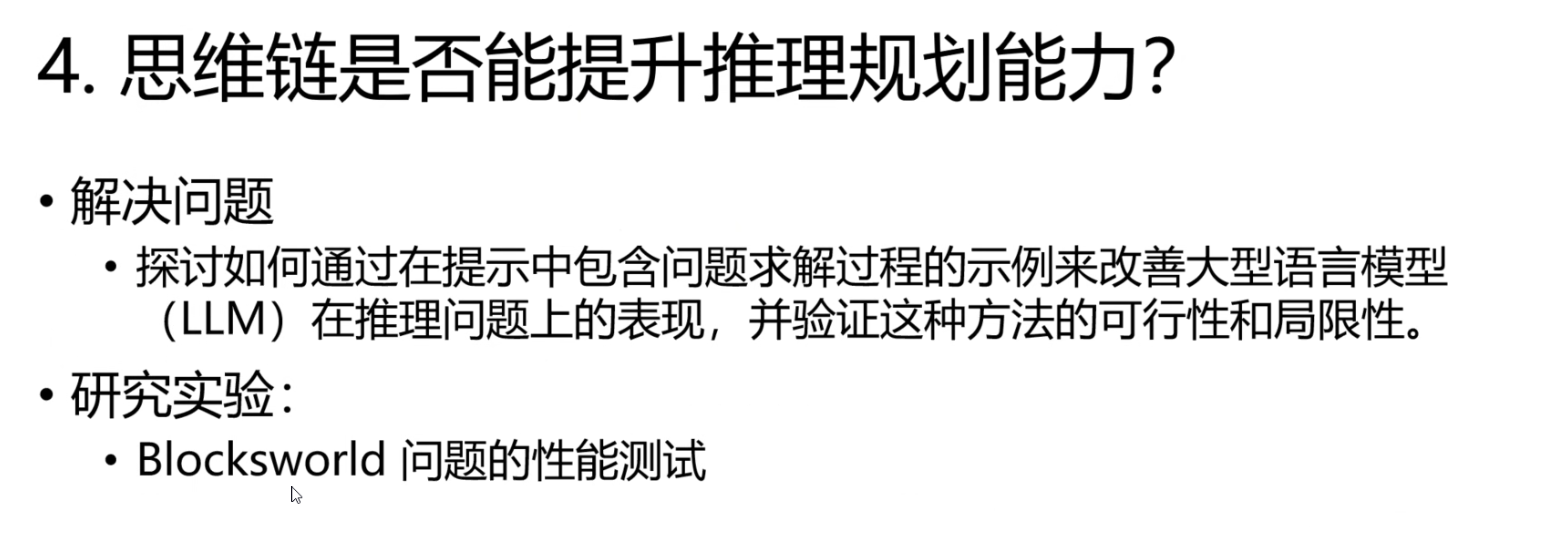 4. 思维链是否能提升推理规划能力？
• 解决问题
• 探讨如何通过在提示中包含问题求解过程的示例来改善大型语言模型
（LLM）在推理问题上的表现，并验证这种方法的可行性和局限性。
• 研究实验：
• Blocksworld 问题的性能测试